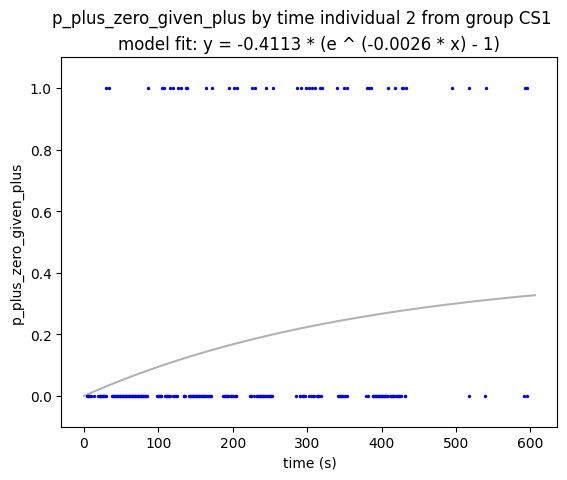 p_plus_zero_given_plus by time individual 2 from group CS1
model fit: y = -0.4113 * (e ^ (-0.0026 * x) - 1)
1.0
0.8
0.6
0.4
0.2
0.0
p_plus_zero_given_plus
0 100 200 300 400 500 600
time (s)